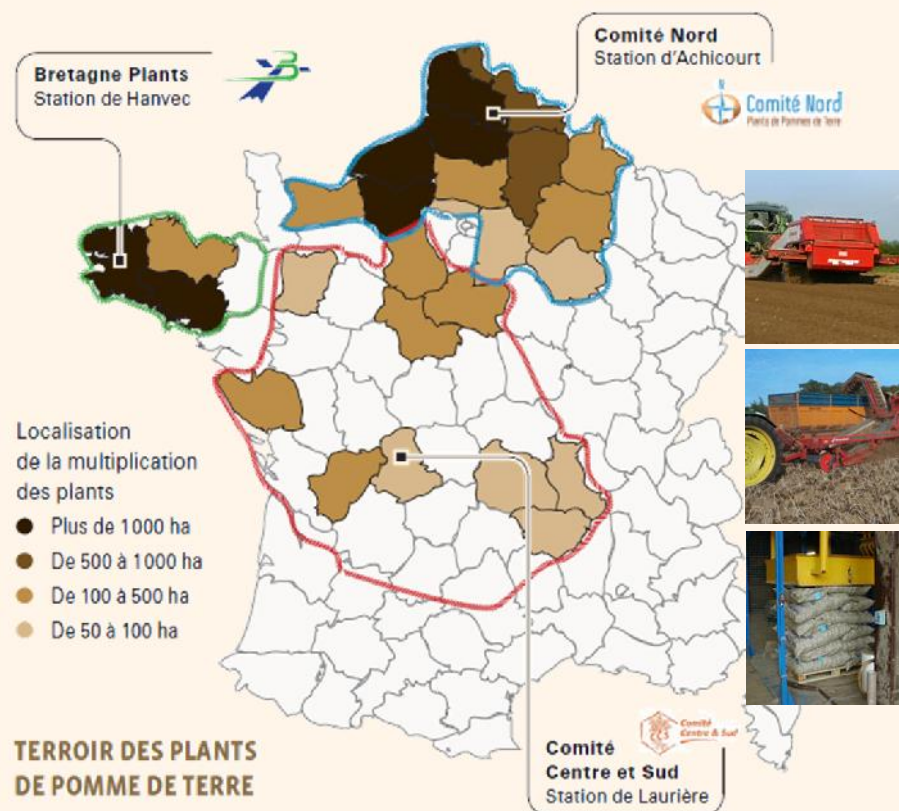 Bretagne Plants
Station de Hanvec
Comité Nord
Station d'Achicourt
N
Comité Nord
Plants de Pommes de Terre
Localisation
de la multiplication
des plants
Plus de 1000 ha
De 500 à 1000 ha
De 100 à 500 ha
De 50 à 100 ha
TERROIR DES PLANTS
DE POMME DE TERRE
Comité
Centre & Sud
Comité
Centre et Sud
Station de Laurière